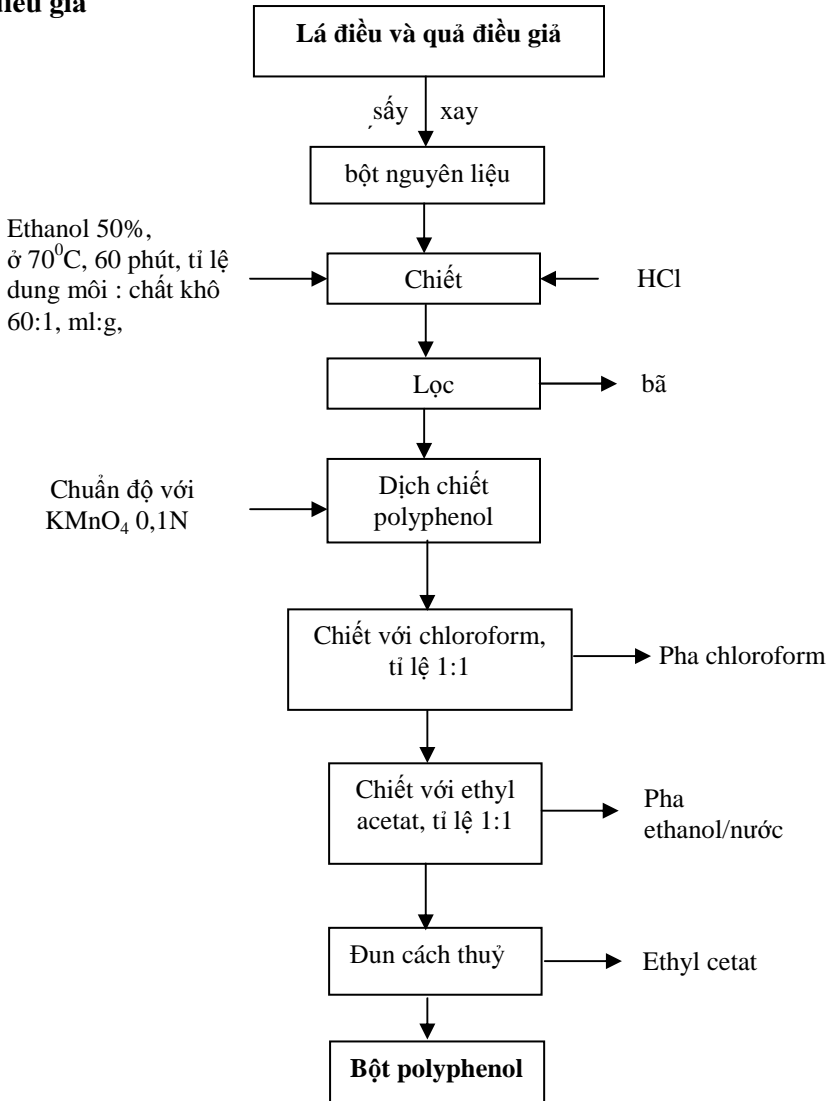 điều giả
Lá điều và quả điều giả
sấy xay
bột nguyên liệu
Ethanol 50%,
ở 70⁰C, 60 phút, tỉ lệ
dung môi : chất khô
60:1, ml:g,
Chiết
HCl
Lọc
bã
Chuẩn độ với
KMnO₄ 0,1N
Dịch chiết
polyphenol
Chiết với chloroform,
tỉ lệ 1:1
Pha chloroform
Chiết với ethyl
acetat, tỉ lệ 1:1
Pha
ethanol/nước
Đun cách thuỷ
Ethyl cetat
Bột polyphenol